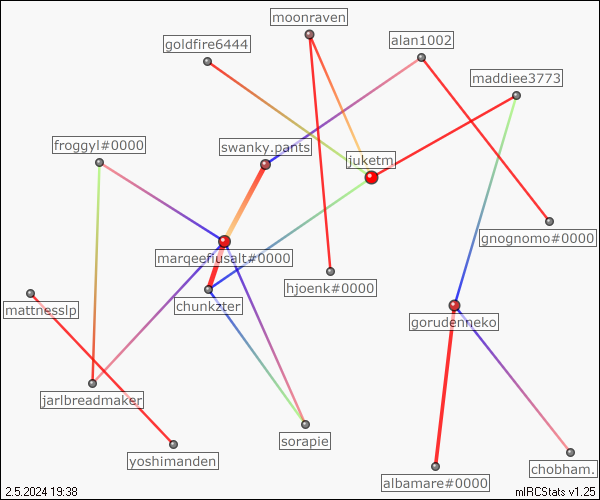 moonraven
goldfire6444
alan1002
maddiee3773
froggyl#0000
swanky.pants
juketm
gnognomo#0000
marqeefiusalt#0000
hjoenk#0000
mattnesslp
chunkzter
gorudenneko
jarlbreadmaker
sorapie
yoshimanden
chobham.
albamare#0000
2.5.2024 19:38
mIRCStats v1.25